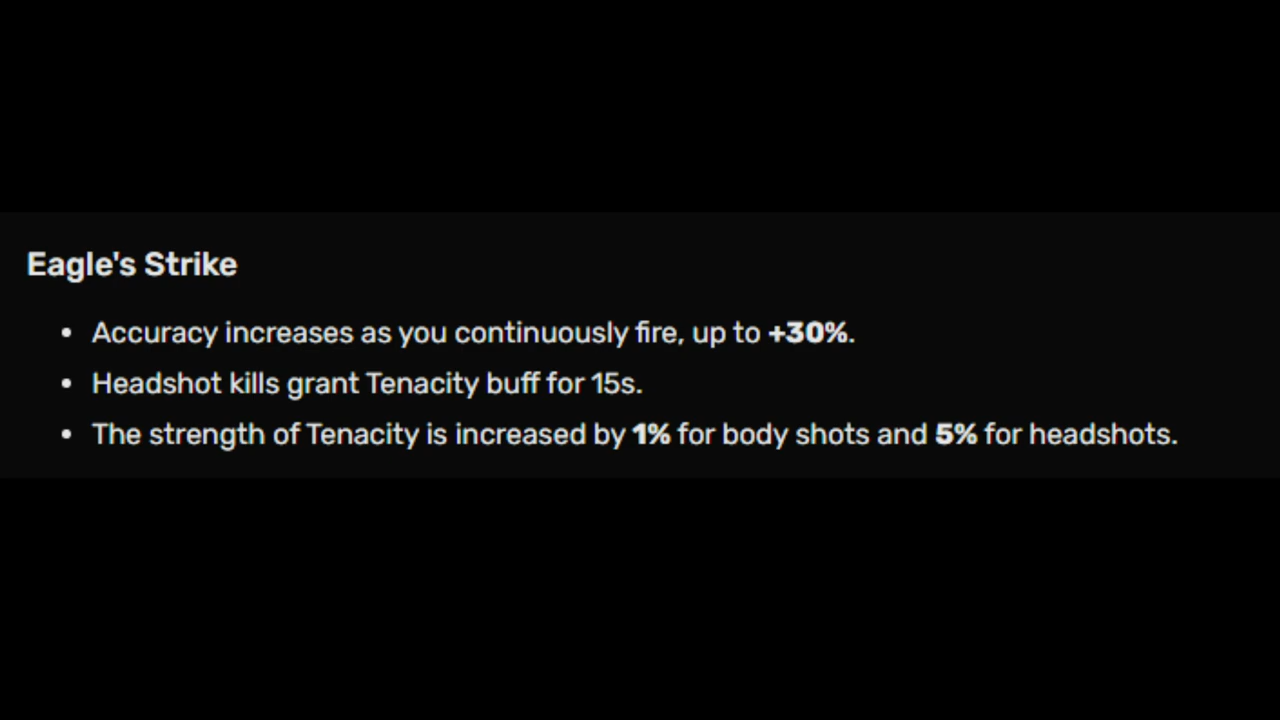 Eagle's Strike
• Accuracy increases as you continuously fire, up to +30%.
• Headshot kills grant Tenacity buff for 15s.
• The strength of Tenacity is increased by 1% for body shots and 5% for headshots.